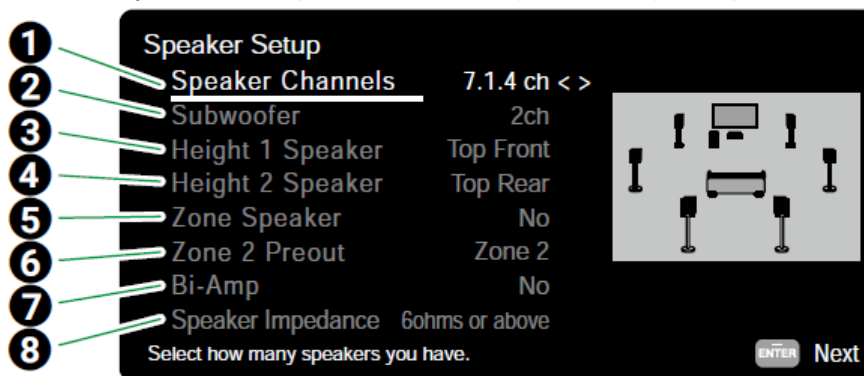 Speaker Setup
1 Speaker Channels 7.1.4 ch < >
2 Subwoofer 2ch
3 Height 1 Speaker Top Front
4 Height 2 Speaker Top Rear
5 Zone Speaker No
6 Zone 2 Preout Zone 2
7 Bi-Amp No
8 Speaker Impedance 6ohms or above
Select how many speakers you have. ENTER Next